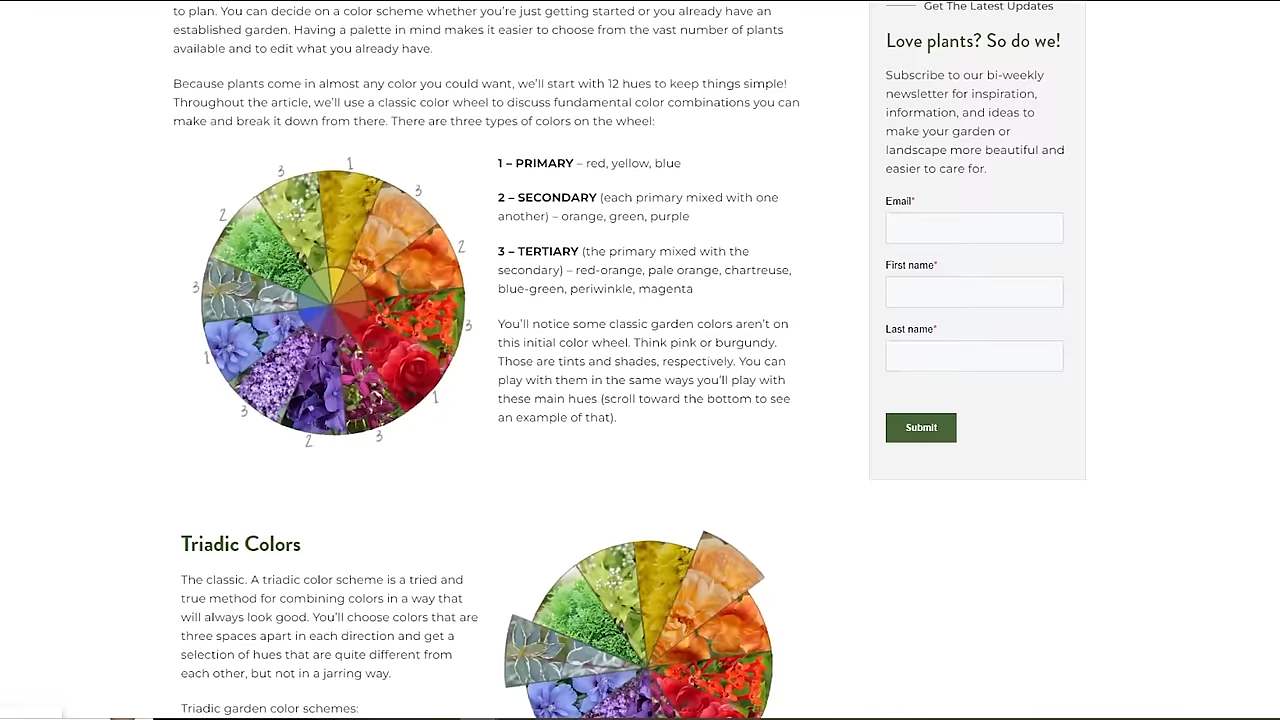 to plan. You can decide on a color scheme whether you're just getting started or you already have an
established garden. Having a palette in mind makes it easier to choose from the vast number of plants
available and to edit what you already have.
Because plants come in almost any color you could want, we'll start with 12 hues to keep things simple!
Throughout the article, we'll use a classic color wheel to discuss fundamental color combinations you can
make and break it down from there. There are three types of colors on the wheel:
1
3
2
3
1
3
2
3
1
3
2
3
1 – PRIMARY – red, yellow, blue
2 – SECONDARY (each primary mixed with one
another) – orange, green, purple
3 – TERTIARY (the primary mixed with the
secondary) – red-orange, pale orange, chartreuse,
blue-green, periwinkle, magenta
You'll notice some classic garden colors aren't on
this initial color wheel. Think pink or burgundy.
Those are tints and shades, respectively. You can
play with them in the same ways you'll play with
these main hues (scroll toward the bottom to see
an example of that).
Triadic Colors
The classic. A triadic color scheme is a tried and
true method for combining colors in a way that
will always look good. You'll choose colors that are
three spaces apart in each direction and get a
selection of hues that are quite different from
each other, but not in a jarring way.
Triadic garden color schemes:
Get The Latest Updates
Love plants? So do we!
Subscribe to our bi-weekly
newsletter for inspiration,
information, and ideas to
make your garden or
landscape more beautiful and
easier to care for.
Email*
First name*
Last name*
Submit